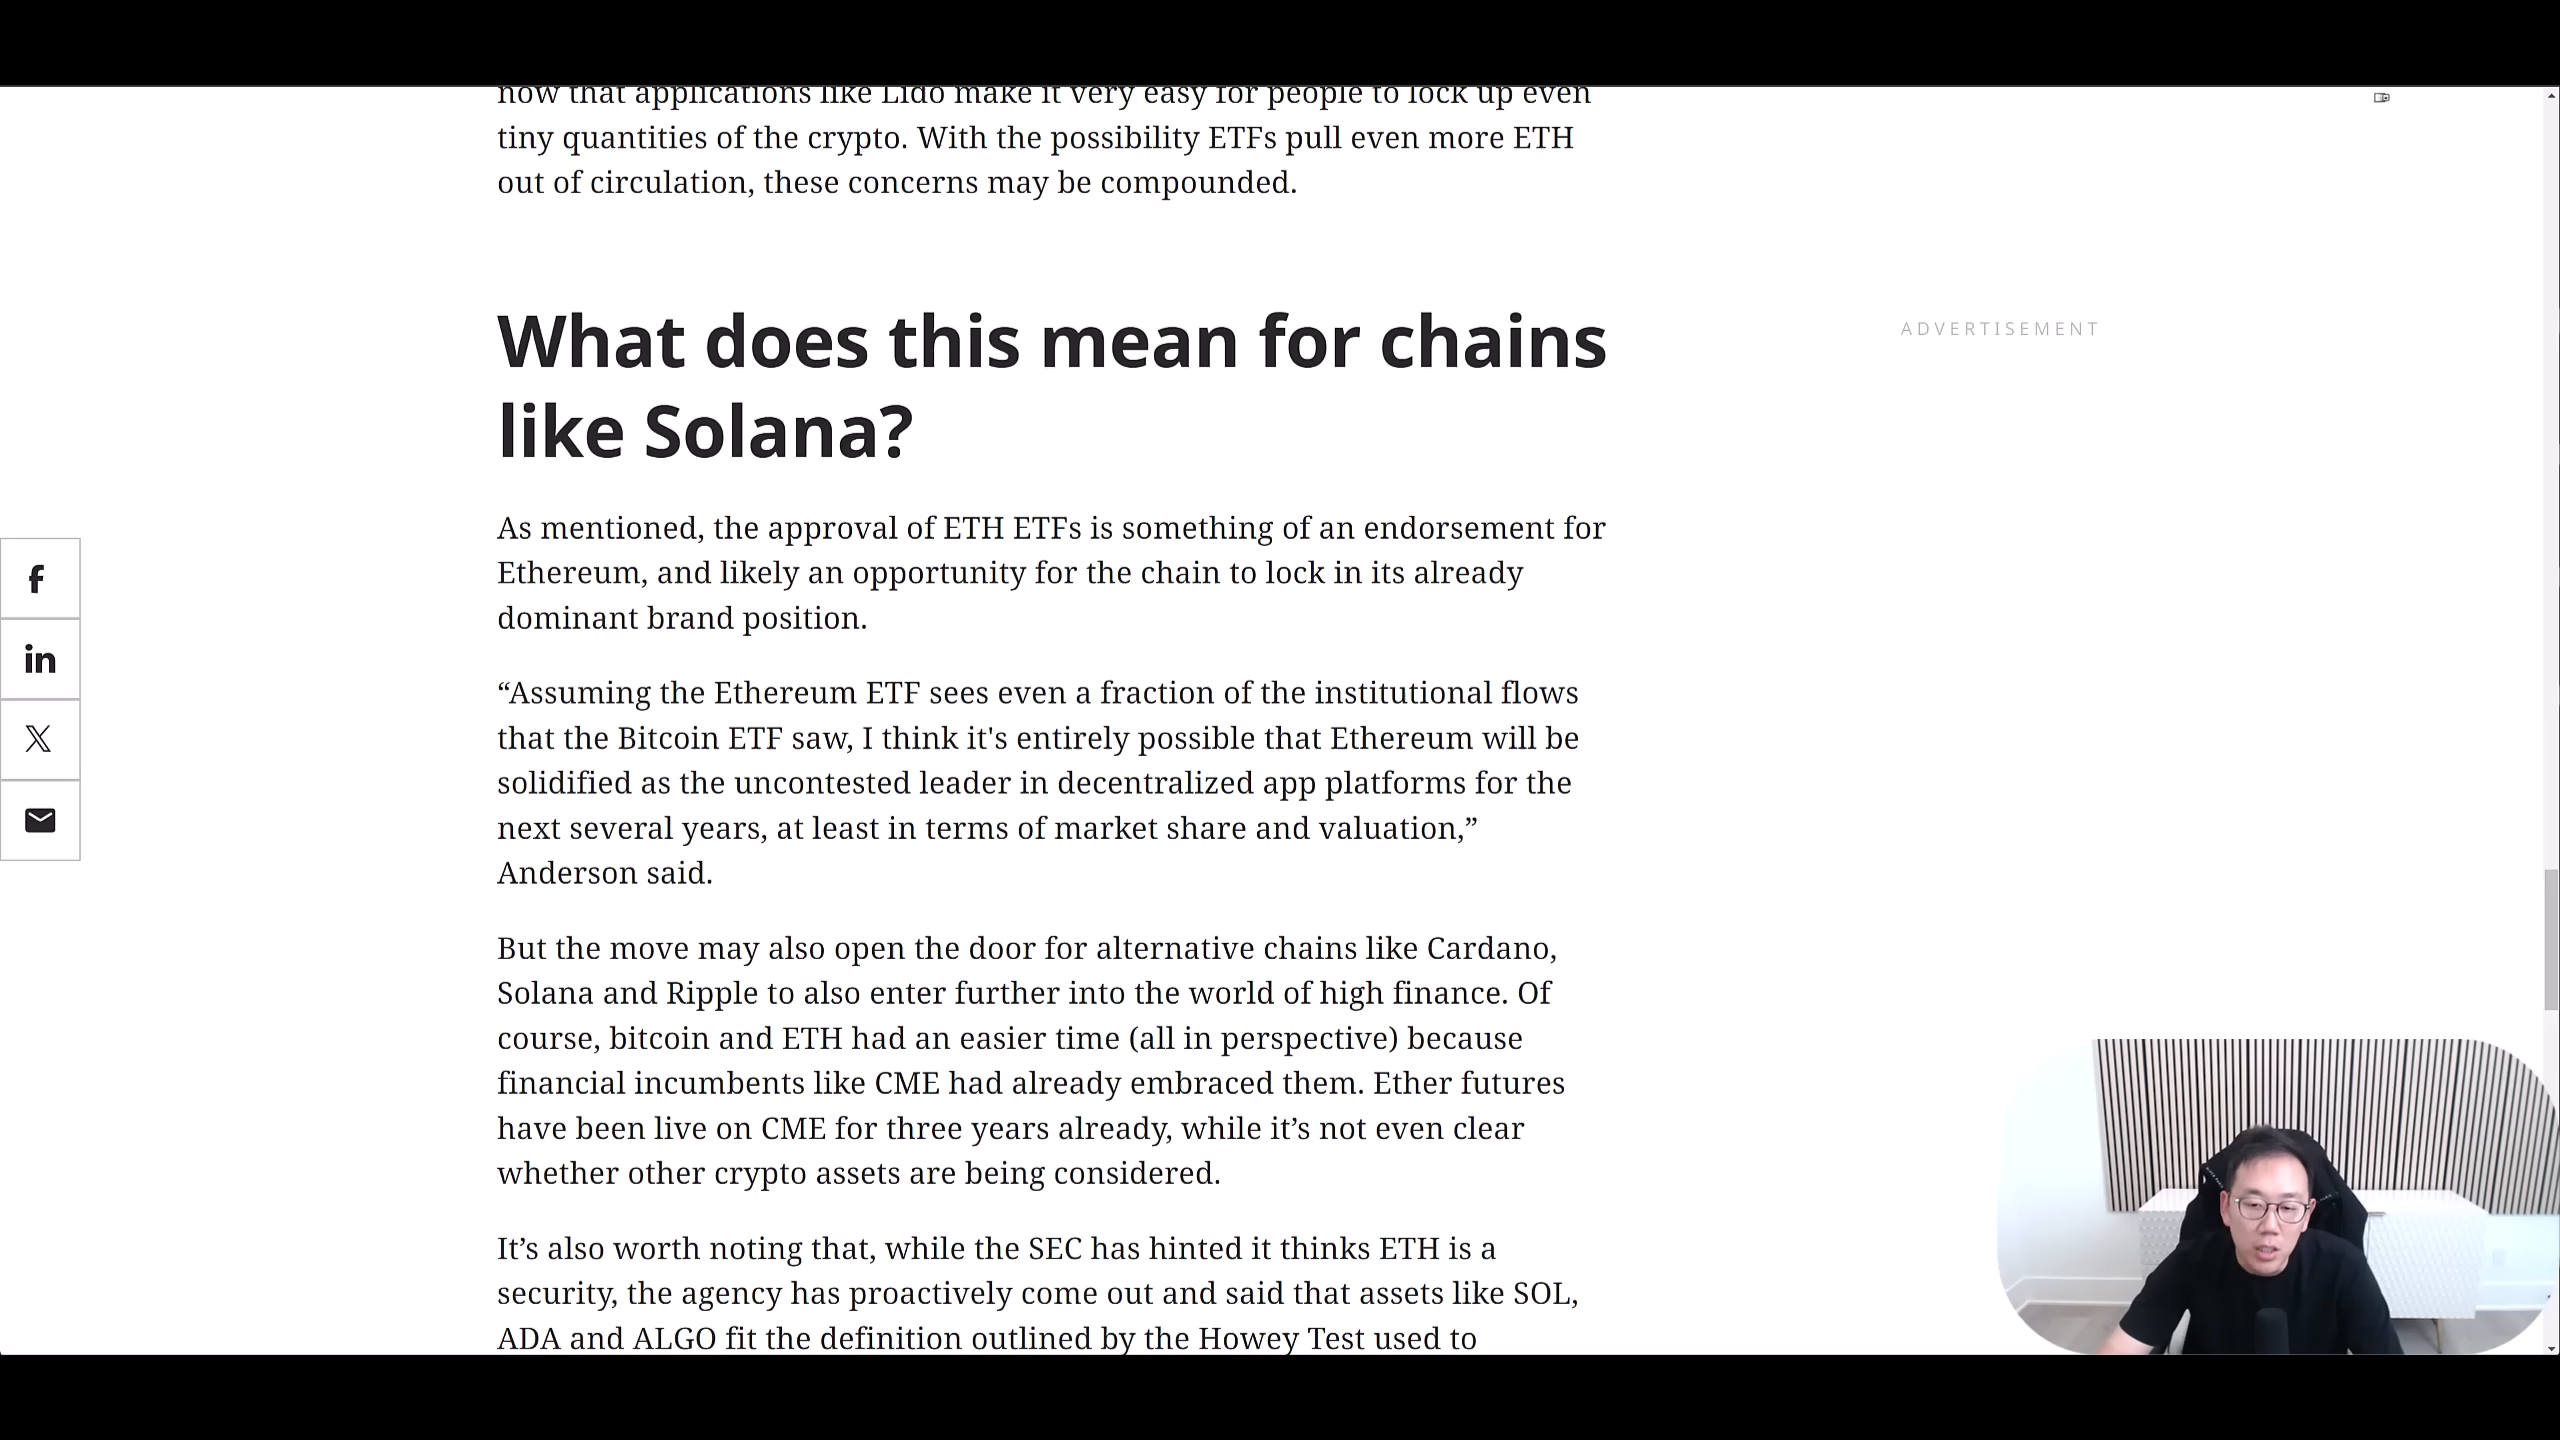 now that applications like Lido make it very easy for people to lock up even
tiny quantities of the crypto. With the possibility ETFs pull even more ETH
out of circulation, these concerns may be compounded.
What does this mean for chains
like Solana?
ADVERTISEMENT
As mentioned, the approval of ETH ETFs is something of an endorsement for
Ethereum, and likely an opportunity for the chain to lock in its already
dominant brand position.
“Assuming the Ethereum ETF sees even a fraction of the institutional flows
that the Bitcoin ETF saw, I think it's entirely possible that Ethereum will be
solidified as the uncontested leader in decentralized app platforms for the
next several years, at least in terms of market share and valuation,”
Anderson said.
But the move may also open the door for alternative chains like Cardano,
Solana and Ripple to also enter further into the world of high finance. Of
course, bitcoin and ETH had an easier time (all in perspective) because
financial incumbents like CME had already embraced them. Ether futures
have been live on CME for three years already, while it’s not even clear
whether other crypto assets are being considered.
It’s also worth noting that, while the SEC has hinted it thinks ETH is a
security, the agency has proactively come out and said that assets like SOL,
ADA and ALGO fit the definition outlined by the Howey Test used to